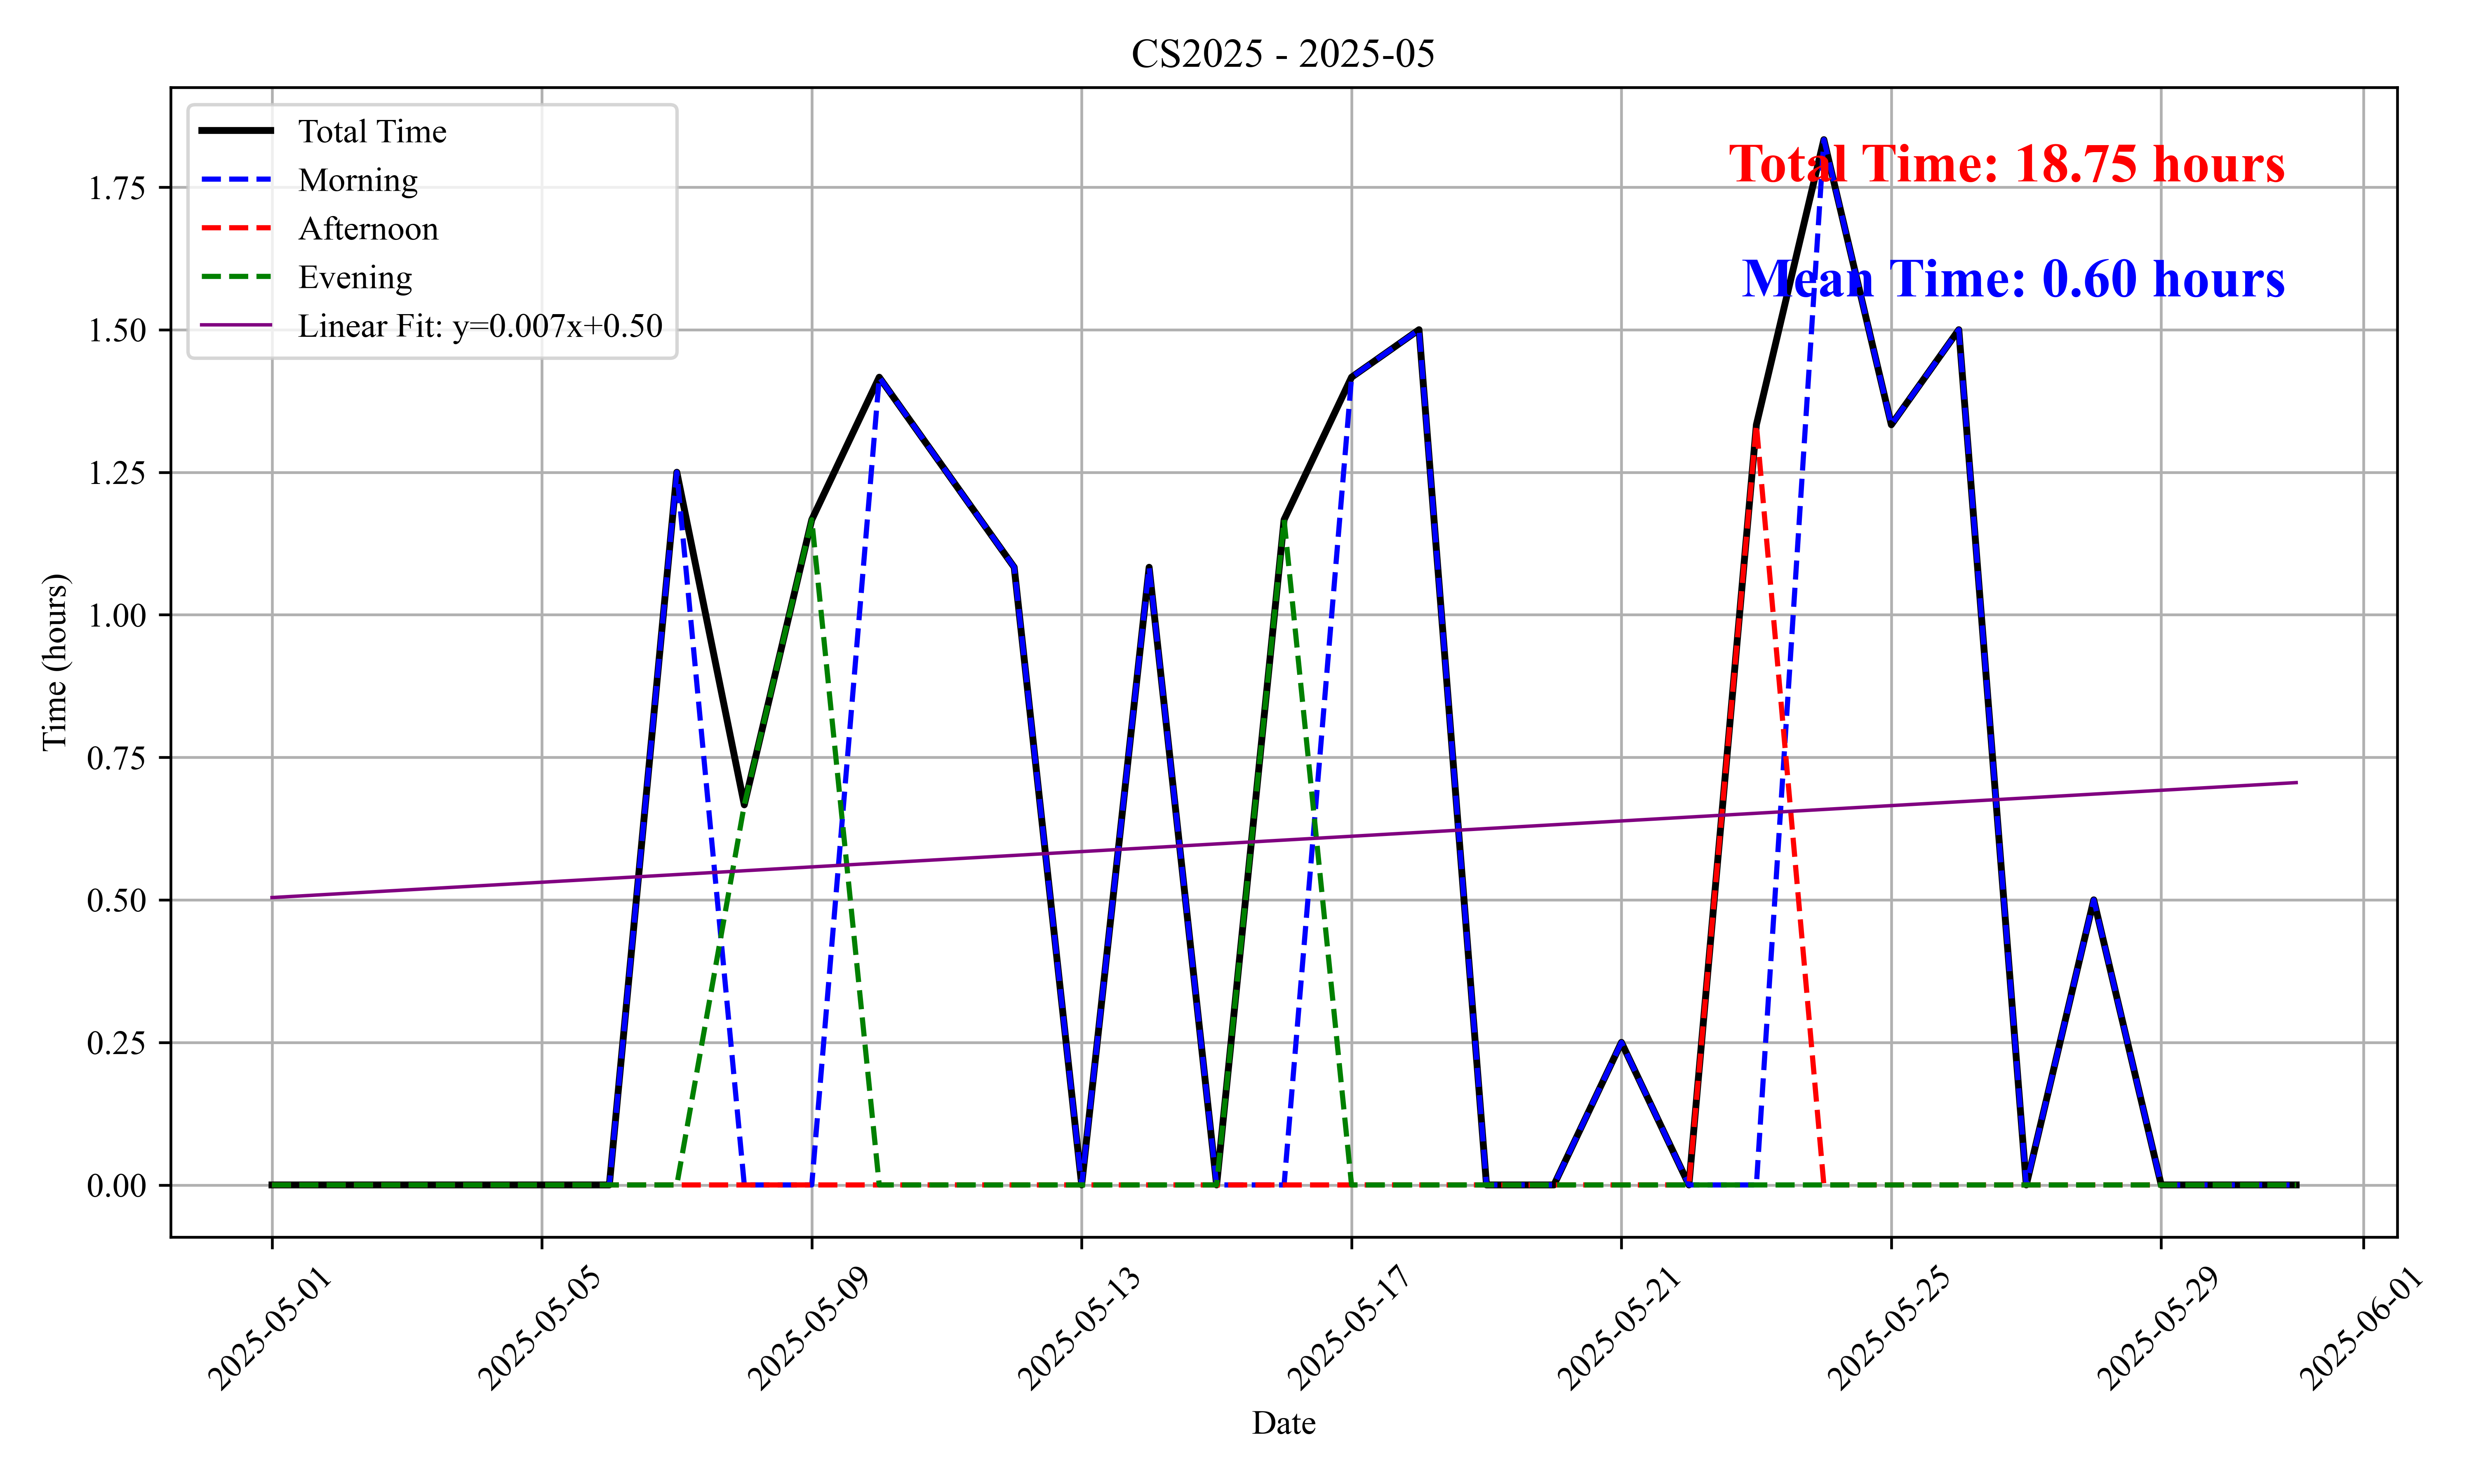 CS2025 - 2025-05
Total Time
Morning
Afternoon
Evening
Linear Fit: y=0.007x+0.50
Total Time: 18.75 hours
Mean Time: 0.60 hours
Time (hours)
1.75
1.50
1.25
1.00
0.75
0.50
0.25
0.00
2025-05-01
2025-05-05
2025-05-09
2025-05-13
2025-05-17
2025-05-21
2025-05-25
2025-05-29
2025-06-01
Date